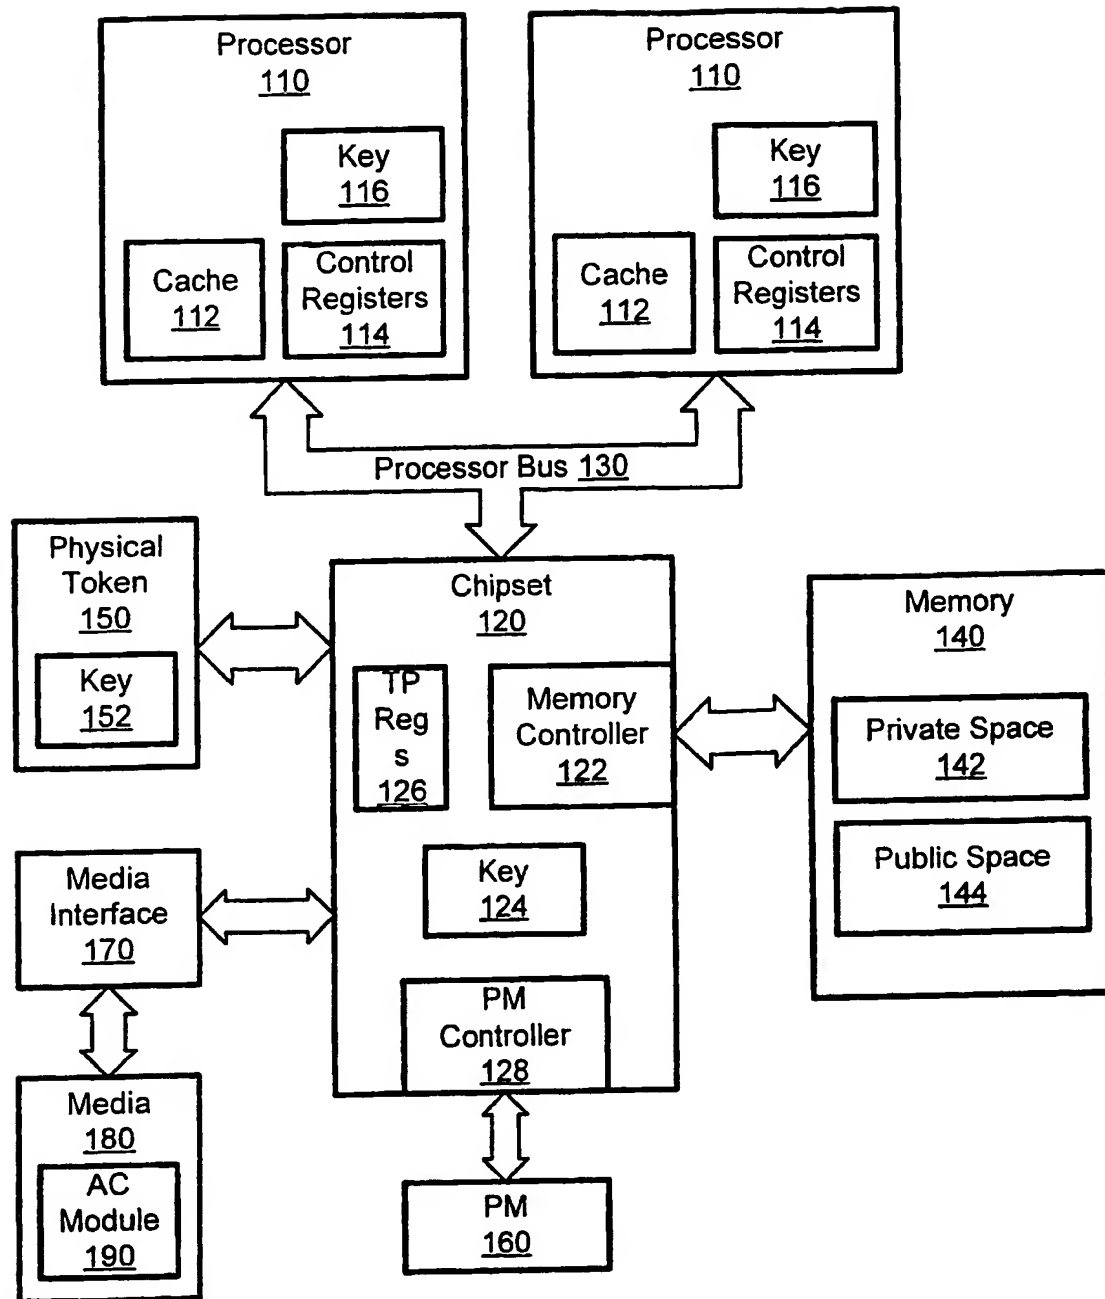 Processor
110
Key
116
Cache
112
Control
Registers
114
Processor
110
Key
116
Cache
112
Control
Registers
114
Processor Bus 130
Physical
Token
150
Key
152
Chipset
120
TP
Reg
s
126
Memory
Controller
122
Key
124
PM
Controller
128
Memory
140
Private Space
142
Public Space
144
Media
Interface
170
Media
180
AC
Module
190
PM
160